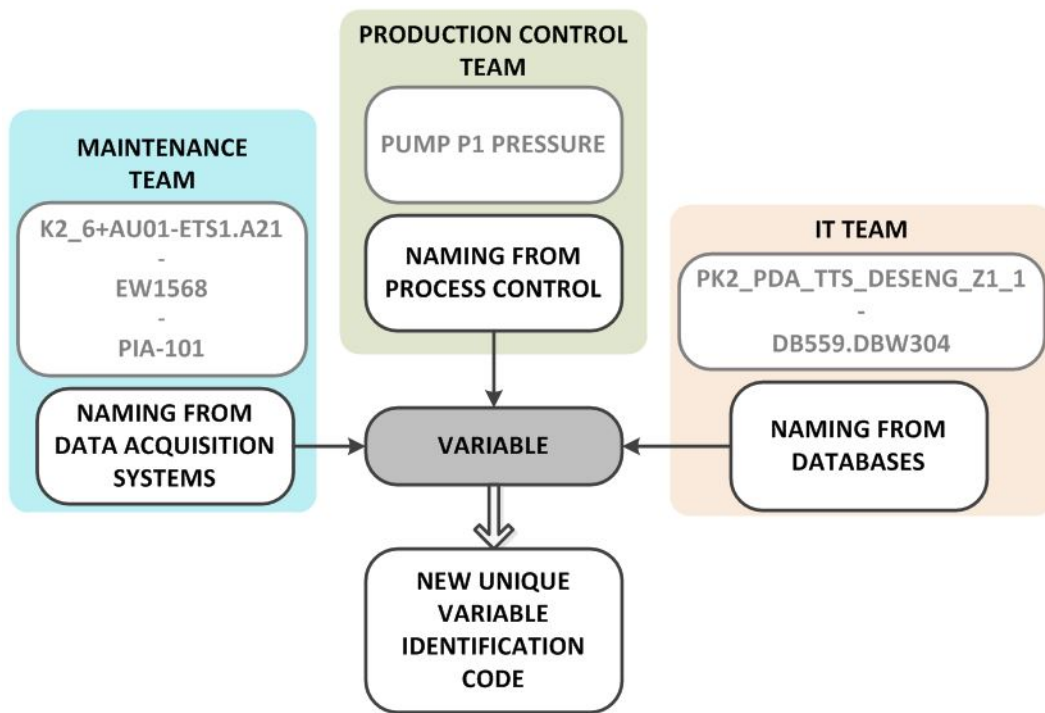 PRODUCTION CONTROL
TEAM
PUMP P1 PRESSURE
NAMING FROM
PROCESS CONTROL
MAINTENANCE
TEAM
K2_6+AU01-ETS1.A21
-
EW1568
-
PIA-101
NAMING FROM
DATA ACQUISITION
SYSTEMS
IT TEAM
PK2_PDA_TTS_DESENG_Z1_1
-
DB559.DBW304
NAMING FROM
DATABASES
VARIABLE
NEW UNIQUE
VARIABLE
IDENTIFICATION
CODE